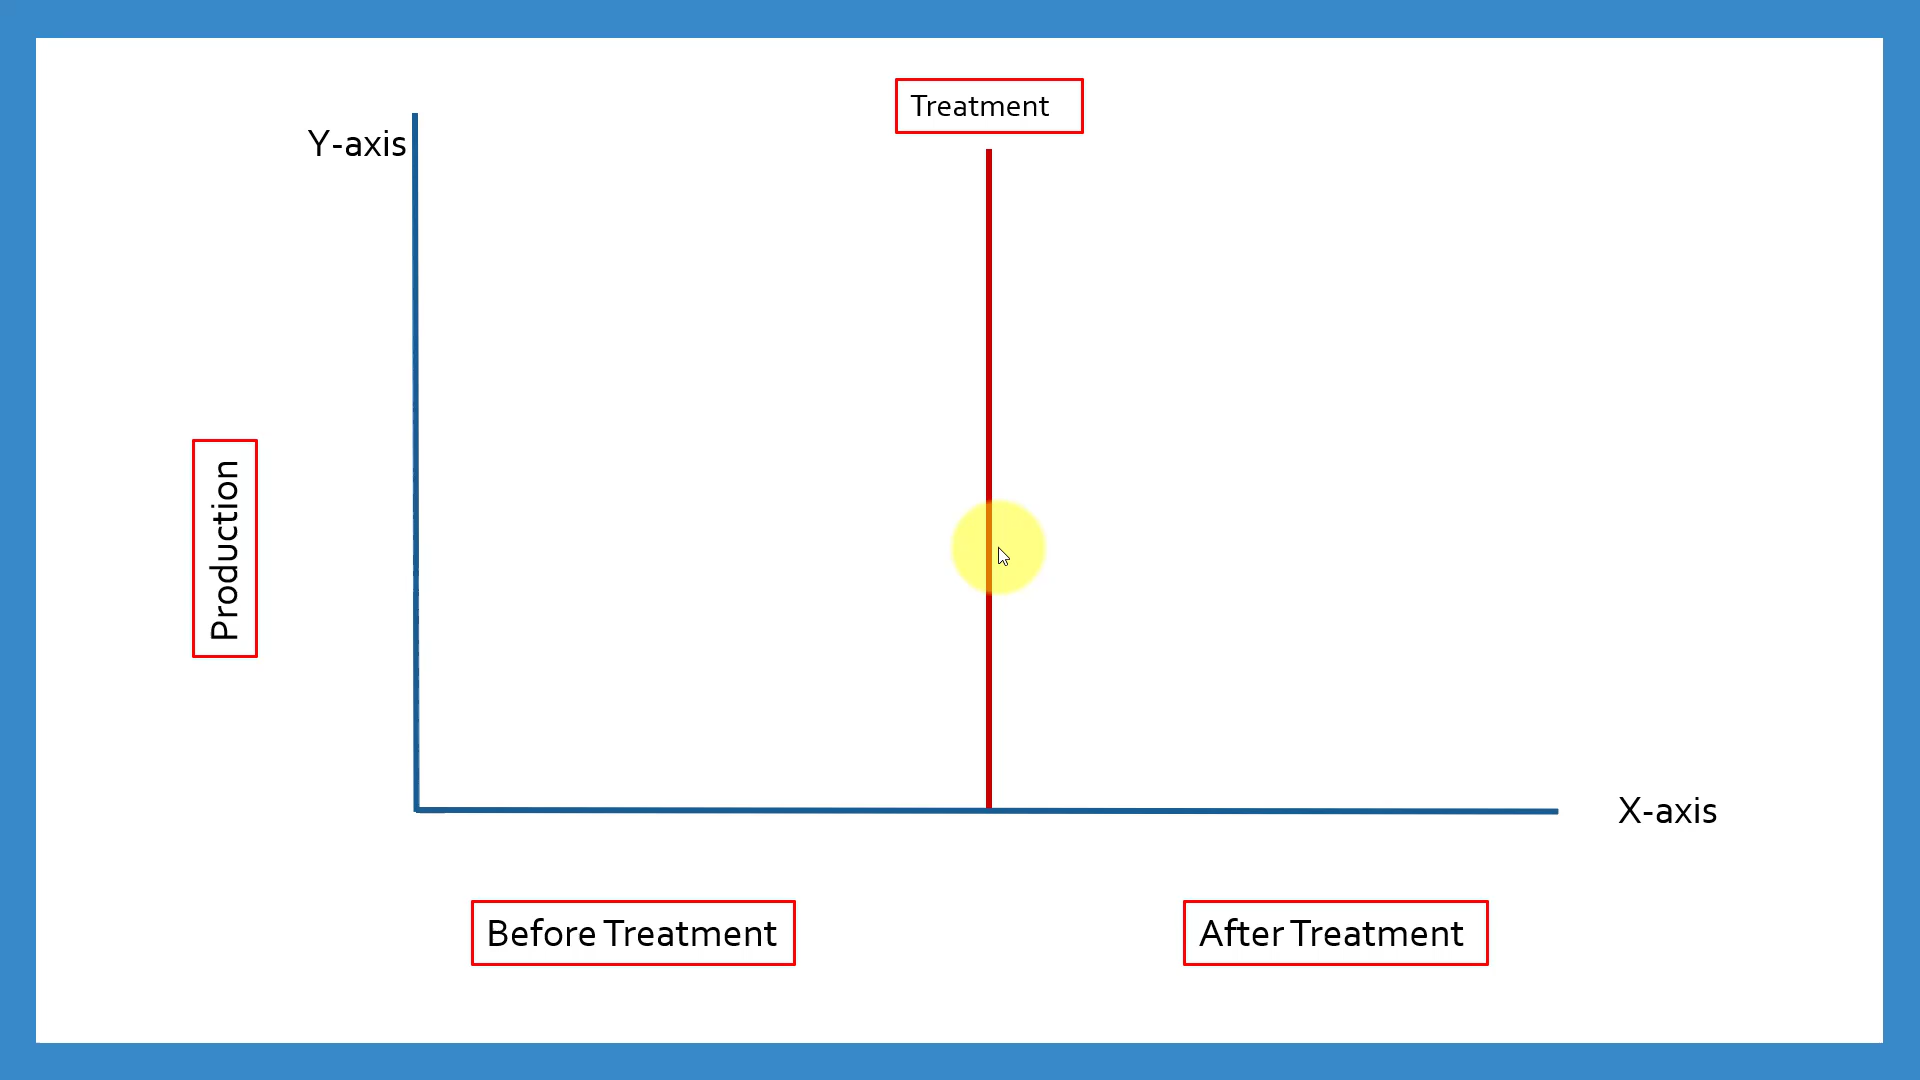 Treatment
Y-axis
Production
X-axis
Before Treatment
After Treatment